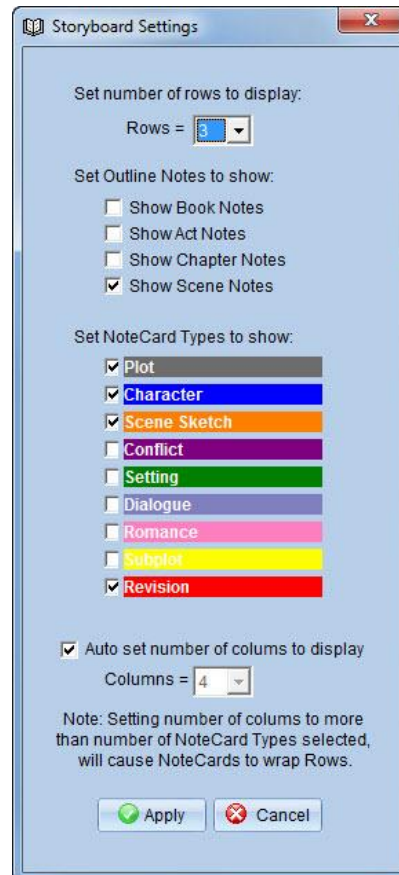 Storyboard Settings
Set number of rows to display:
Rows = 3
Set Outline Notes to show:
Show Book Notes
Show Act Notes
Show Chapter Notes
Show Scene Notes
Set NoteCard Types to show:
Plot
Character
Scene Sketch
Conflict
Setting
Dialogue
Romance
Subplot
Revision
Auto set number of colums to display
Columns = 4
Note: Setting number of colums to more
than number of NoteCard Types selected,
will cause NoteCards to wrap Rows.
Apply Cancel